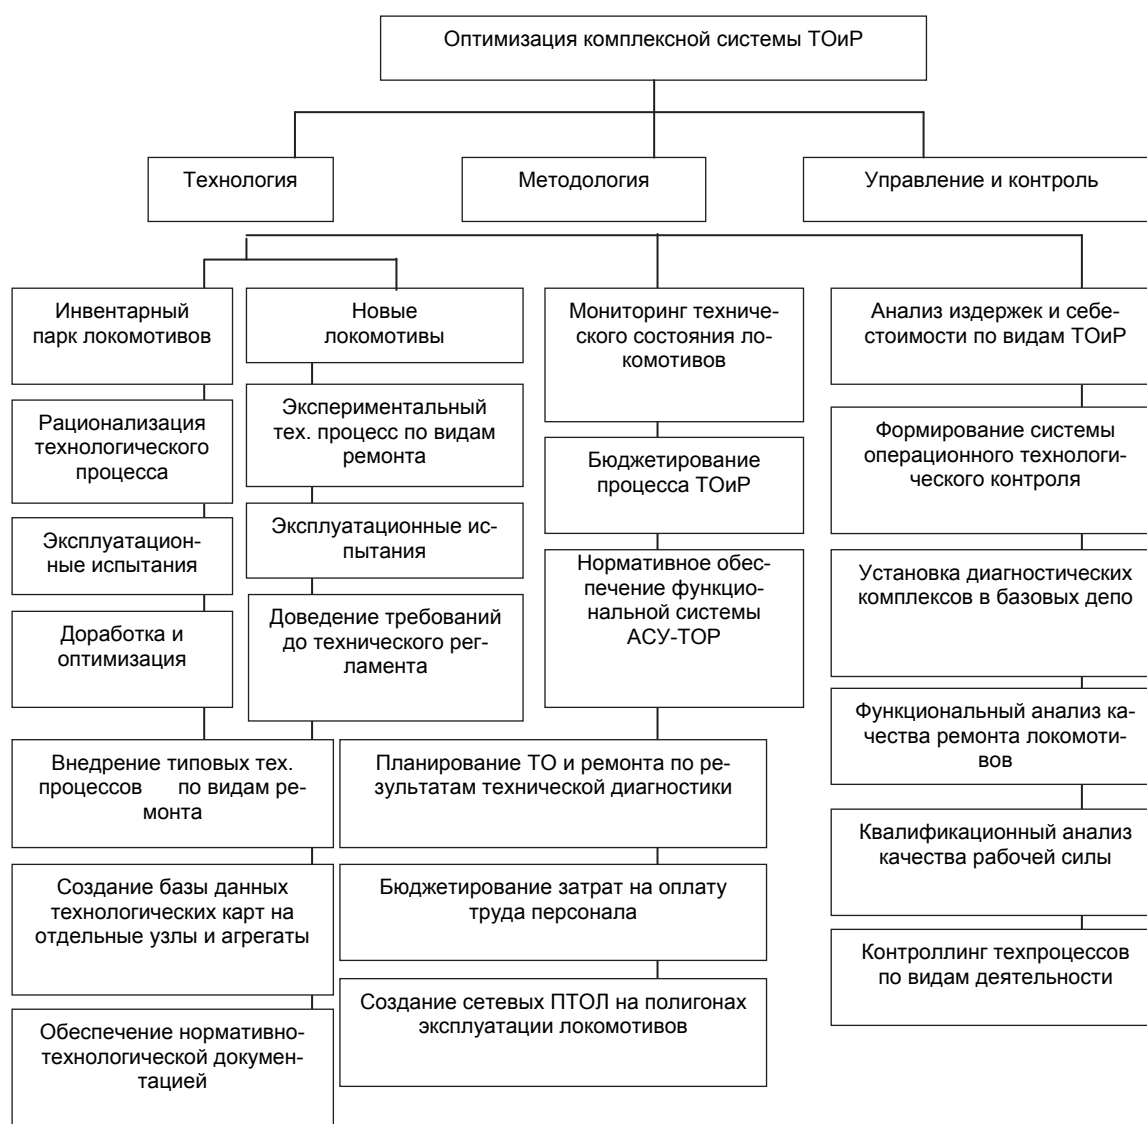 Оптимизация комплексной системы ТОиР
Технология
Методология
Управление и контроль
Инвентарный
парк локомотивов
Рационализация
технологического
процесса
Эксплуатацион-
ные испытания
Доработка и
оптимизация
Новые
локомотивы
Экспериментальный
тех. процесс по видам
ремонта
Эксплуатационные ис-
пытания
Доведение требований
до технического рег-
ламента
Внедрение типовых тех.
процессов по видам ре-
монта
Создание базы данных
технологических карт на
отдельные узлы и агрегаты
Обеспечение нормативно-
технологической докумен-
тацией
Мониторинг техниче-
ского состояния ло-
комотивов
Бюджетирование
процесса ТОиР
Нормативное обес-
печение функцио-
нальной системы
АСУ-ТОР
Планирование ТО и ремонта по ре-
зультатам технической диагностики
Бюджетирование затрат на оплату
труда персонала
Создание сетевых ПТОЛ на полигонах
эксплуатации локомотивов
Анализ издержек и себе-
стоимости по видам ТОиР
Формирование системы
операционного технологи-
ческого контроля
Установка диагностических
комплексов в базовых депо
Функциональный анализ ка-
чества ремонта локомоти-
вов
Квалификационный анализ
качества рабочей силы
Контроллинг техпроцессов
по видам деятельности